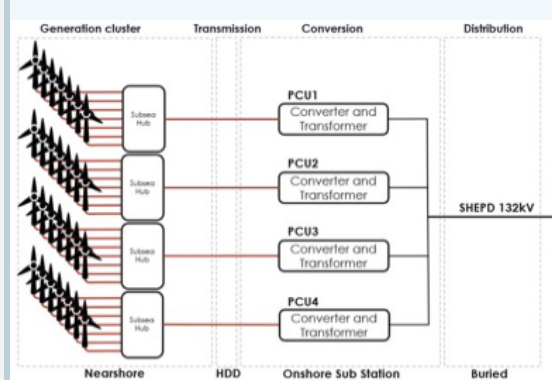 Generation cluster Transmission Conversion Distribution
PCU1
Subsea
Hub
Converter and
Transformer
PCU2
Subsea
Hub
Converter and
Transformer
SHEPD 132kV
PCU3
Subsea
Hub
Converter and
Transformer
PCU4
Subsea
Hub
Converter and
Transformer
Nearshore HDD Onshore Sub Station Buried